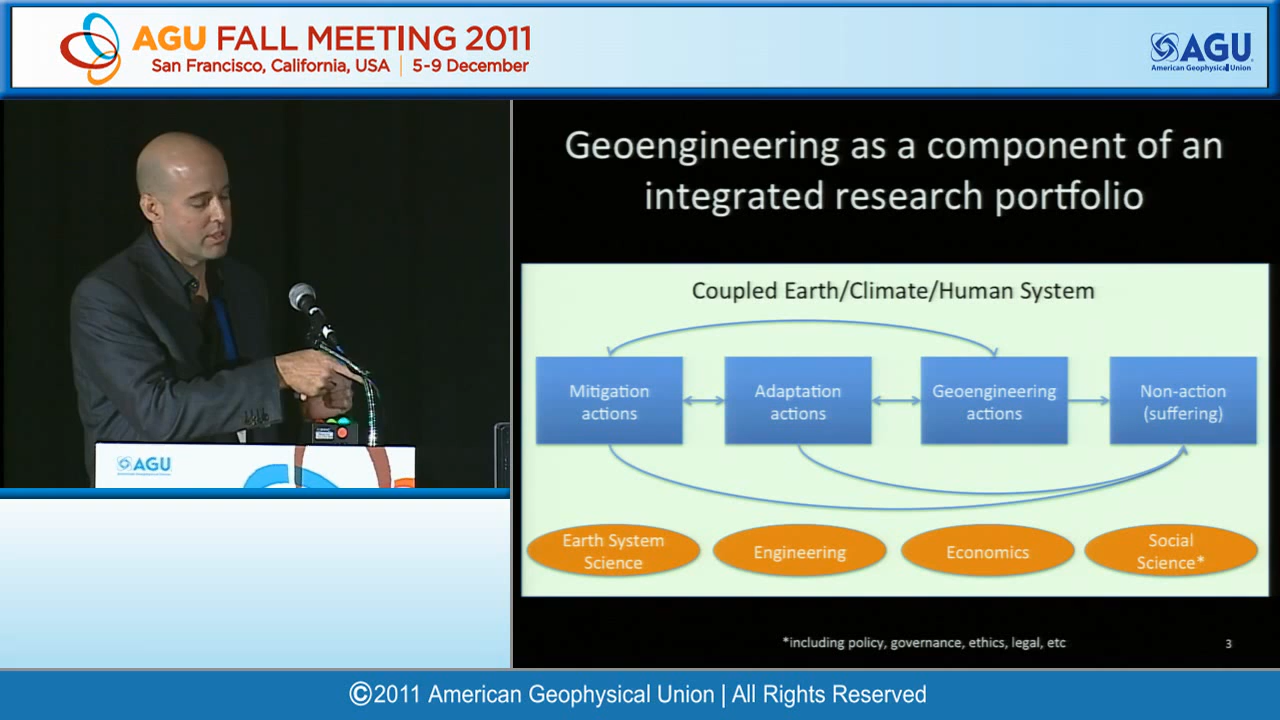 AGU FALL MEETING 2011
San Francisco, California, USA | 5-9 December
AGU
American Geophysical Union
Geoengineering as a component of an
integrated research portfolio
Coupled Earth/Climate/Human System
Mitigation
actions
Adaptation
actions
Geoengineering
actions
Non-action
(suffering)
Earth System
Science
Engineering
Economics
Social
Science*
*including policy, governance, ethics, legal, etc
3
AGU
©2011 American Geophysical Union | All Rights Reserved